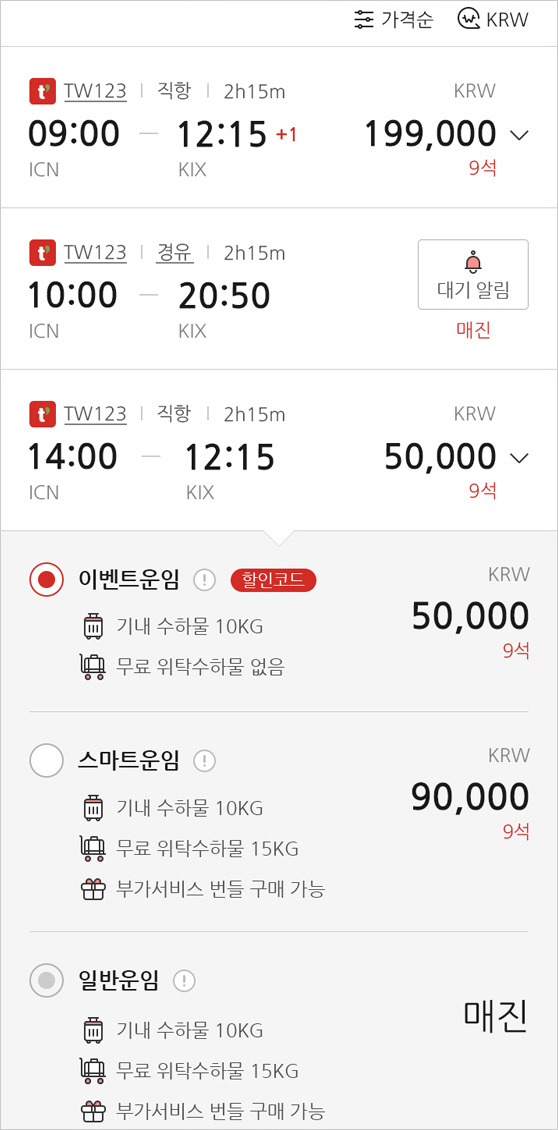 가격순 KRW
t' TW123 직항 2h15m KRW
09:00 — 12:15 +1 199,000
ICN KIX 9석
t' TW123 경유 2h15m
10:00 — 20:50 대기 알림
ICN KIX 매진
t' TW123 직항 2h15m KRW
14:00 — 12:15 50,000
ICN KIX 9석
이벤트운임 ! 할인코드 KRW
50,000
기내 수하물 10KG
9석
무료 위탁수하물 없음
스마트운임 ! KRW
90,000
기내 수하물 10KG
9석
무료 위탁수하물 15KG
부가서비스 번들 구매 가능
일반운임 !
매진
기내 수하물 10KG
무료 위탁수하물 15KG
부가서비스 번들 구매 가능